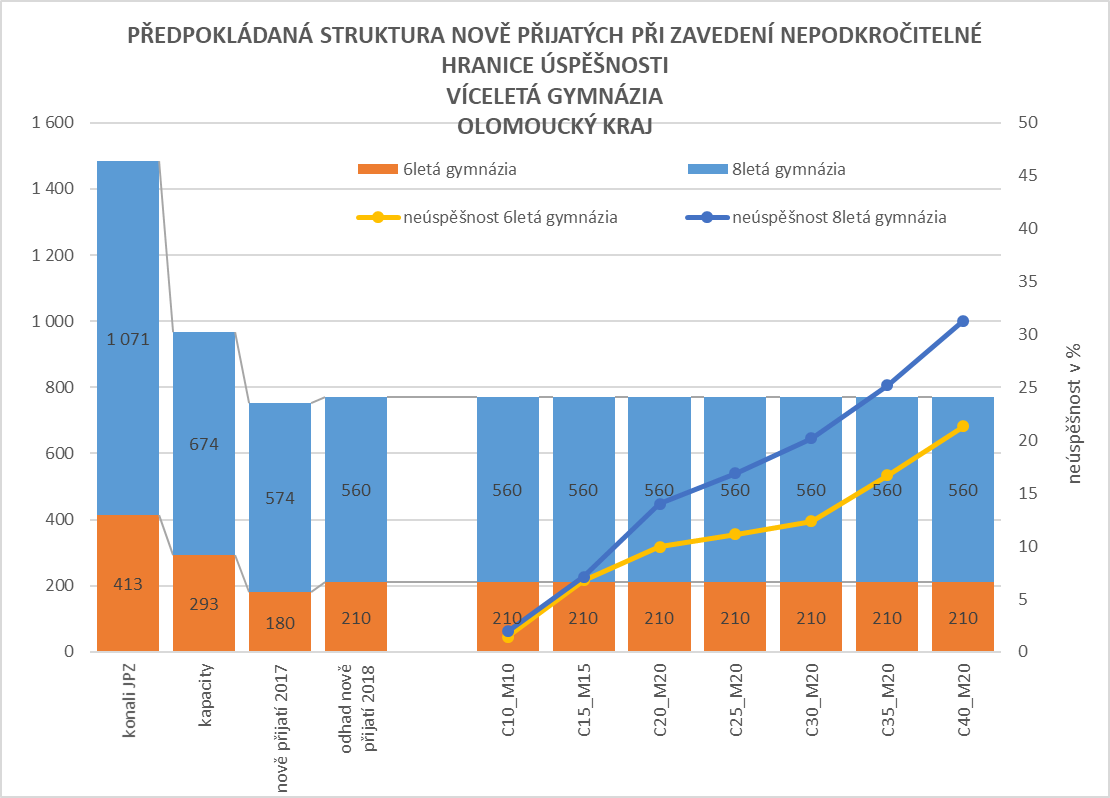 PŘEDPOKLÁDANÁ STRUKTURA NOVĚ PŘIJATÝCH PŘI ZAVEDENÍ NEPODKROČITELNÉ
HRANICE ÚSPĚŠNOSTI
VÍCELETÁ GYMNÁZIA
OLOMOUCKÝ KRAJ
6letá gymnázia
8letá gymnázia
neúspěšnost 6letá gymnázia
neúspěšnost 8letá gymnázia
1 600
1 400
1 200
1 000
800
600
400
200
0
50
45
40
35
30
25
20
15
10
5
0
neúspěšnost v %
1 071
674
574
560
560
560
560
560
560
560
560
413
293
180
210
210
210
210
210
210
210
210
konali JPZ
kapacity
nově přijatí 2017
odhad nově
přijatí 2018
C10_M10
C15_M15
C20_M20
C25_M20
C30_M20
C35_M20
C40_M20